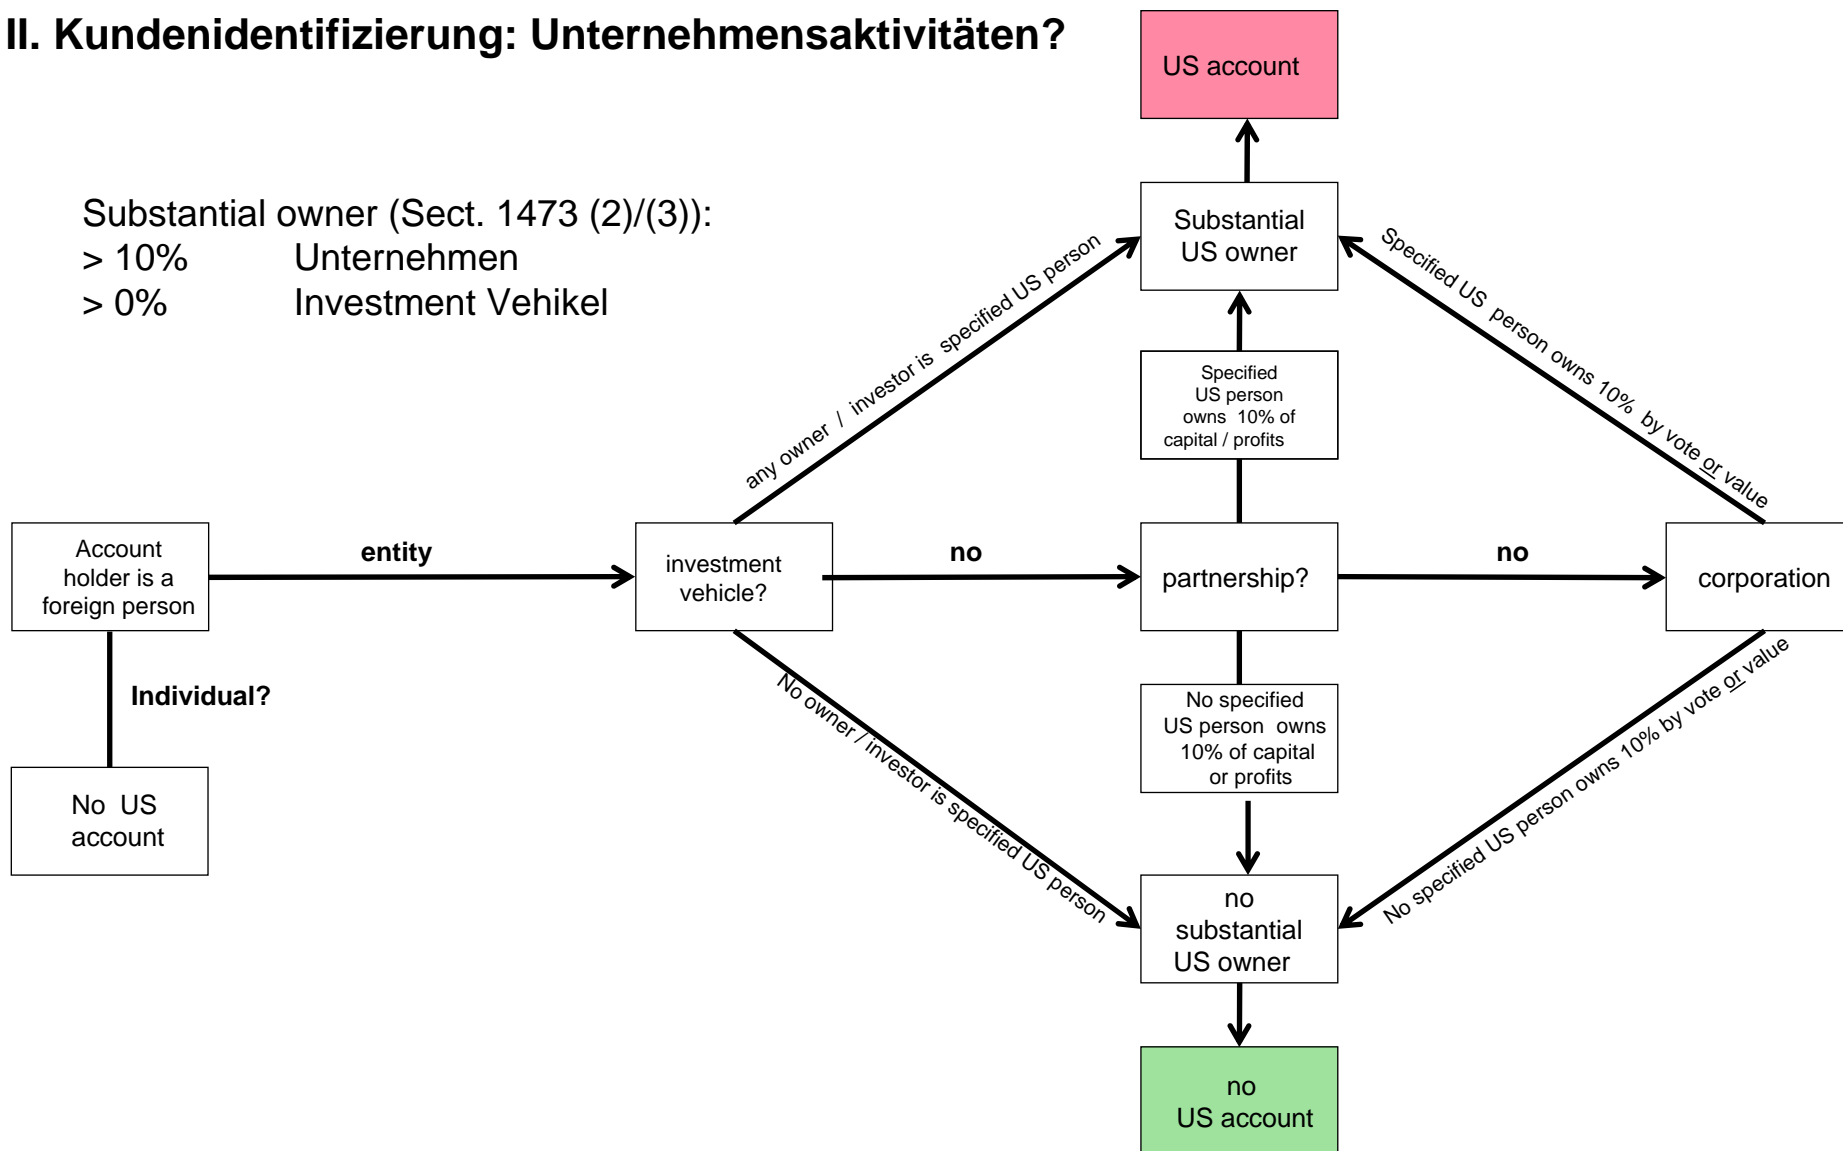 II. Kundenidentifizierung: Unternehmensaktivitäten?
US account
Substantial owner (Sect. 1473 (2)/(3)):
> 10% Unternehmen
> 0% Investment Vehikel
Substantial
US owner
any owner / investor is specified US person
Specified US person owns 10% by vote or value
Specified
US person
owns 10% of
capital / profits
Account
holder is a
foreign person
entity
investment
vehicle?
no
partnership?
no
corporation
Individual?
No US
account
No owner / investor is specified US person
No specified
US person owns
10% of capital
or profits
No specified US person owns 10% by vote or value
no
substantial
US owner
no
US account